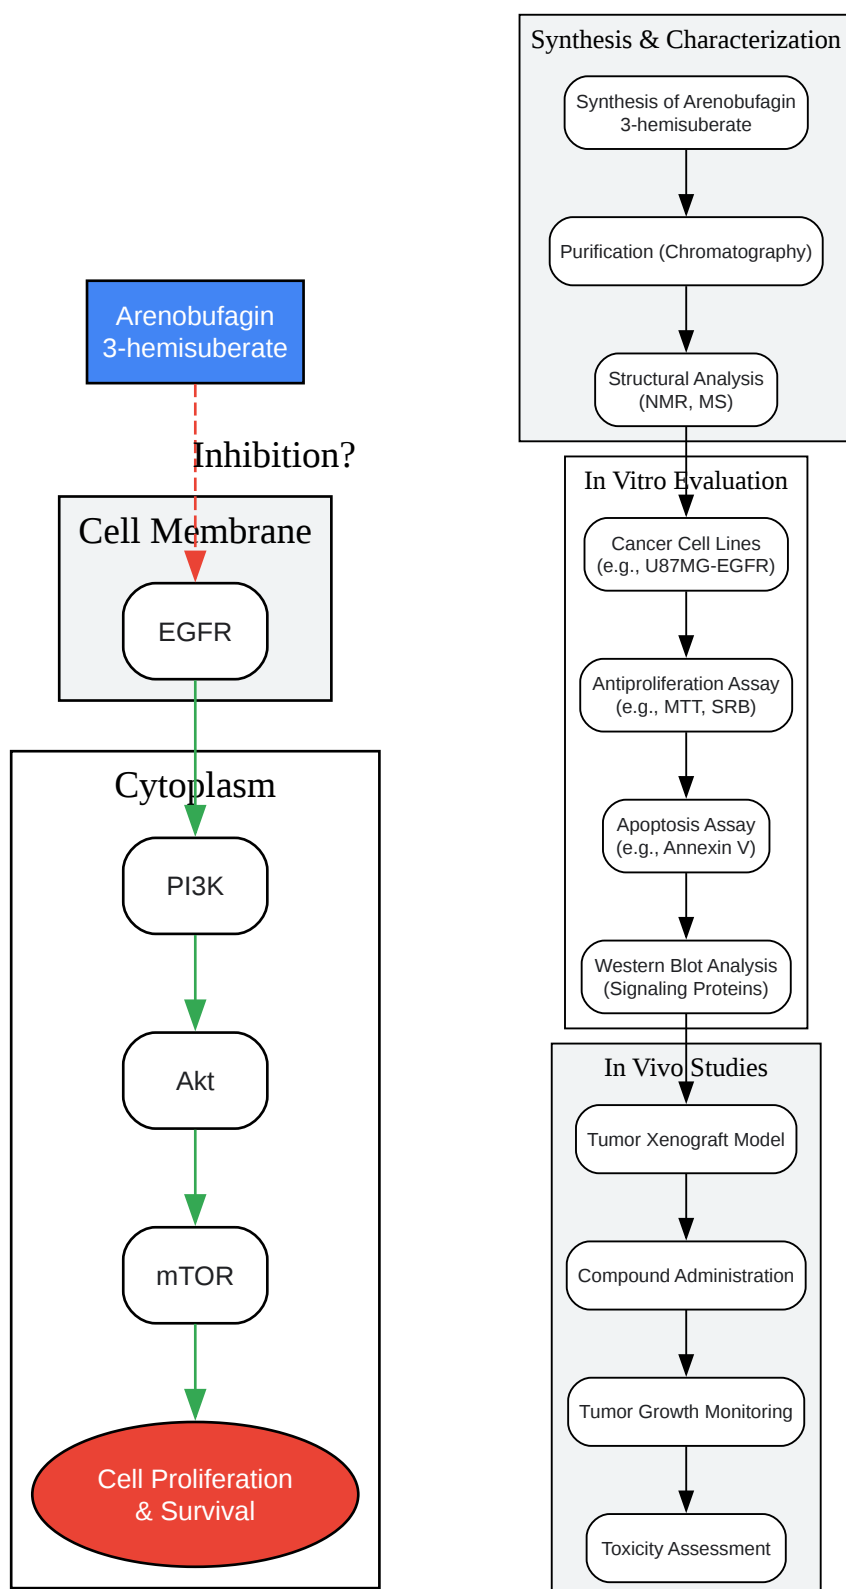 Arenobufagin
3-hemisuberate
Inhibition?
Cell Membrane
EGFR
Cytoplasm
PI3K
Akt
mTOR
Cell Proliferation
& Survival
Synthesis & Characterization
Synthesis of Arenobufagin
3-hemisuberate
Purification (Chromatography)
Structural Analysis
(NMR, MS)
In Vitro Evaluation
Cancer Cell Lines
(e.g., U87MG-EGFR)
Antiproliferation Assay
(e.g., MTT, SRB)
Apoptosis Assay
(e.g., Annexin V)
Western Blot Analysis
(Signaling Proteins)
In Vivo Studies
Tumor Xenograft Model
Compound Administration
Tumor Growth Monitoring
Toxicity Assessment